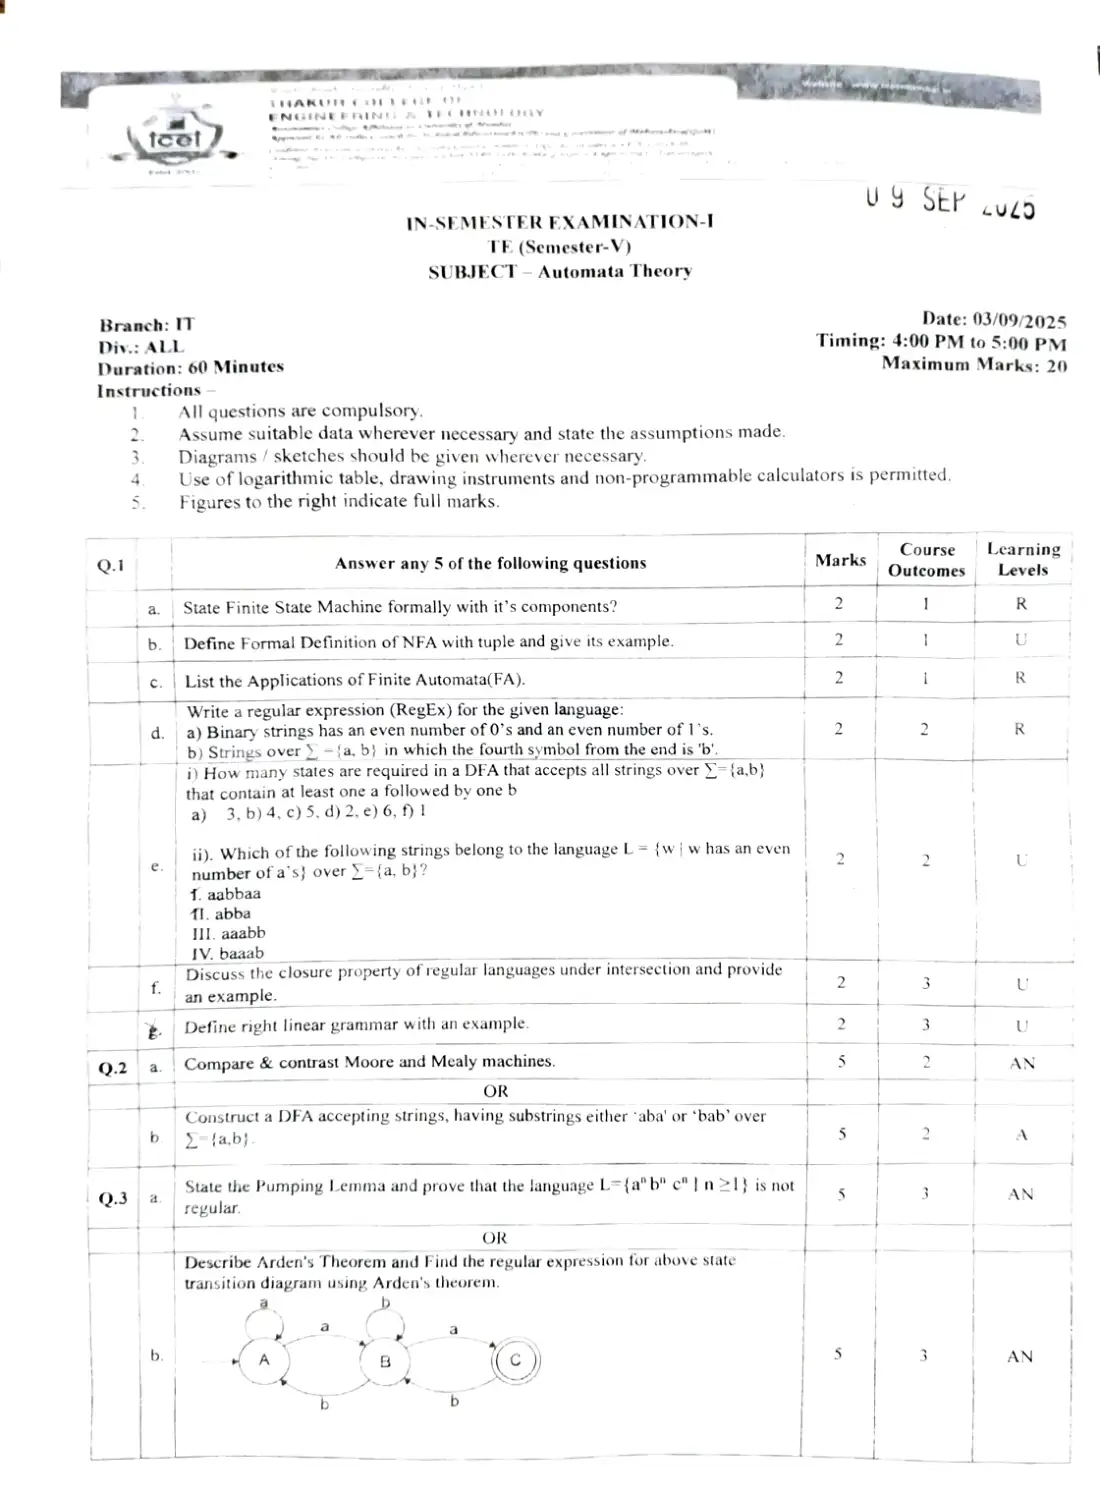 THAKUR COLLEGE OF
ENGINEERING & TECHNOLOGY
tcet
09 SEP 2025
IN-SEMESTER EXAMINATION-I
TE (Semester-V)
SUBJECT – Automata Theory
Branch: IT
Div.: ALL
Duration: 60 Minutes
Date: 03/09/2025
Timing: 4:00 PM to 5:00 PM
Maximum Marks: 20
Instructions –
1. All questions are compulsory.
2. Assume suitable data wherever necessary and state the assumptions made.
3. Diagrams / sketches should be given wherever necessary.
4. Use of logarithmic table, drawing instruments and non-programmable calculators is permitted.
5. Figures to the right indicate full marks.
Q.1 Answer any 5 of the following questions Marks Course Outcomes Learning Levels
a. State Finite State Machine formally with it's components? 2 1 R
b. Define Formal Definition of NFA with tuple and give its example. 2 1 U
c. List the Applications of Finite Automata(FA). 2 1 R
d. Write a regular expression (RegEx) for the given language:
a) Binary strings has an even number of 0's and an even number of 1's. 2 2 R
b) Strings over ∑ = {a, b} in which the fourth symbol from the end is 'b'.
e. i) How many states are required in a DFA that accepts all strings over ∑={a,b}
that contain at least one a followed by one b
a) 3, b) 4, c) 5, d) 2, e) 6, f) 1
ii). Which of the following strings belong to the language L = {w | w has an even 2 2 U
number of a's} over ∑={a, b}?
I. aabbaa
II. abba
III. aaabb
IV. baaab
f. Discuss the closure property of regular languages under intersection and provide 2 3 U
an example.
g. Define right linear grammar with an example. 2 3 U
Q.2 a. Compare & contrast Moore and Mealy machines. 5 2 AN
OR
b Construct a DFA accepting strings, having substrings either 'aba' or 'bab' over 5 2 A
∑={a,b}.
Q.3 a. State the Pumping Lemma and prove that the language L={aⁿ bⁿ cⁿ | n ≥1} is not 5 3 AN
regular.
OR
b. Describe Arden's Theorem and Find the regular expression for above state 5 3 AN
transition diagram using Arden's theorem.
a b
a a
A B C
b b